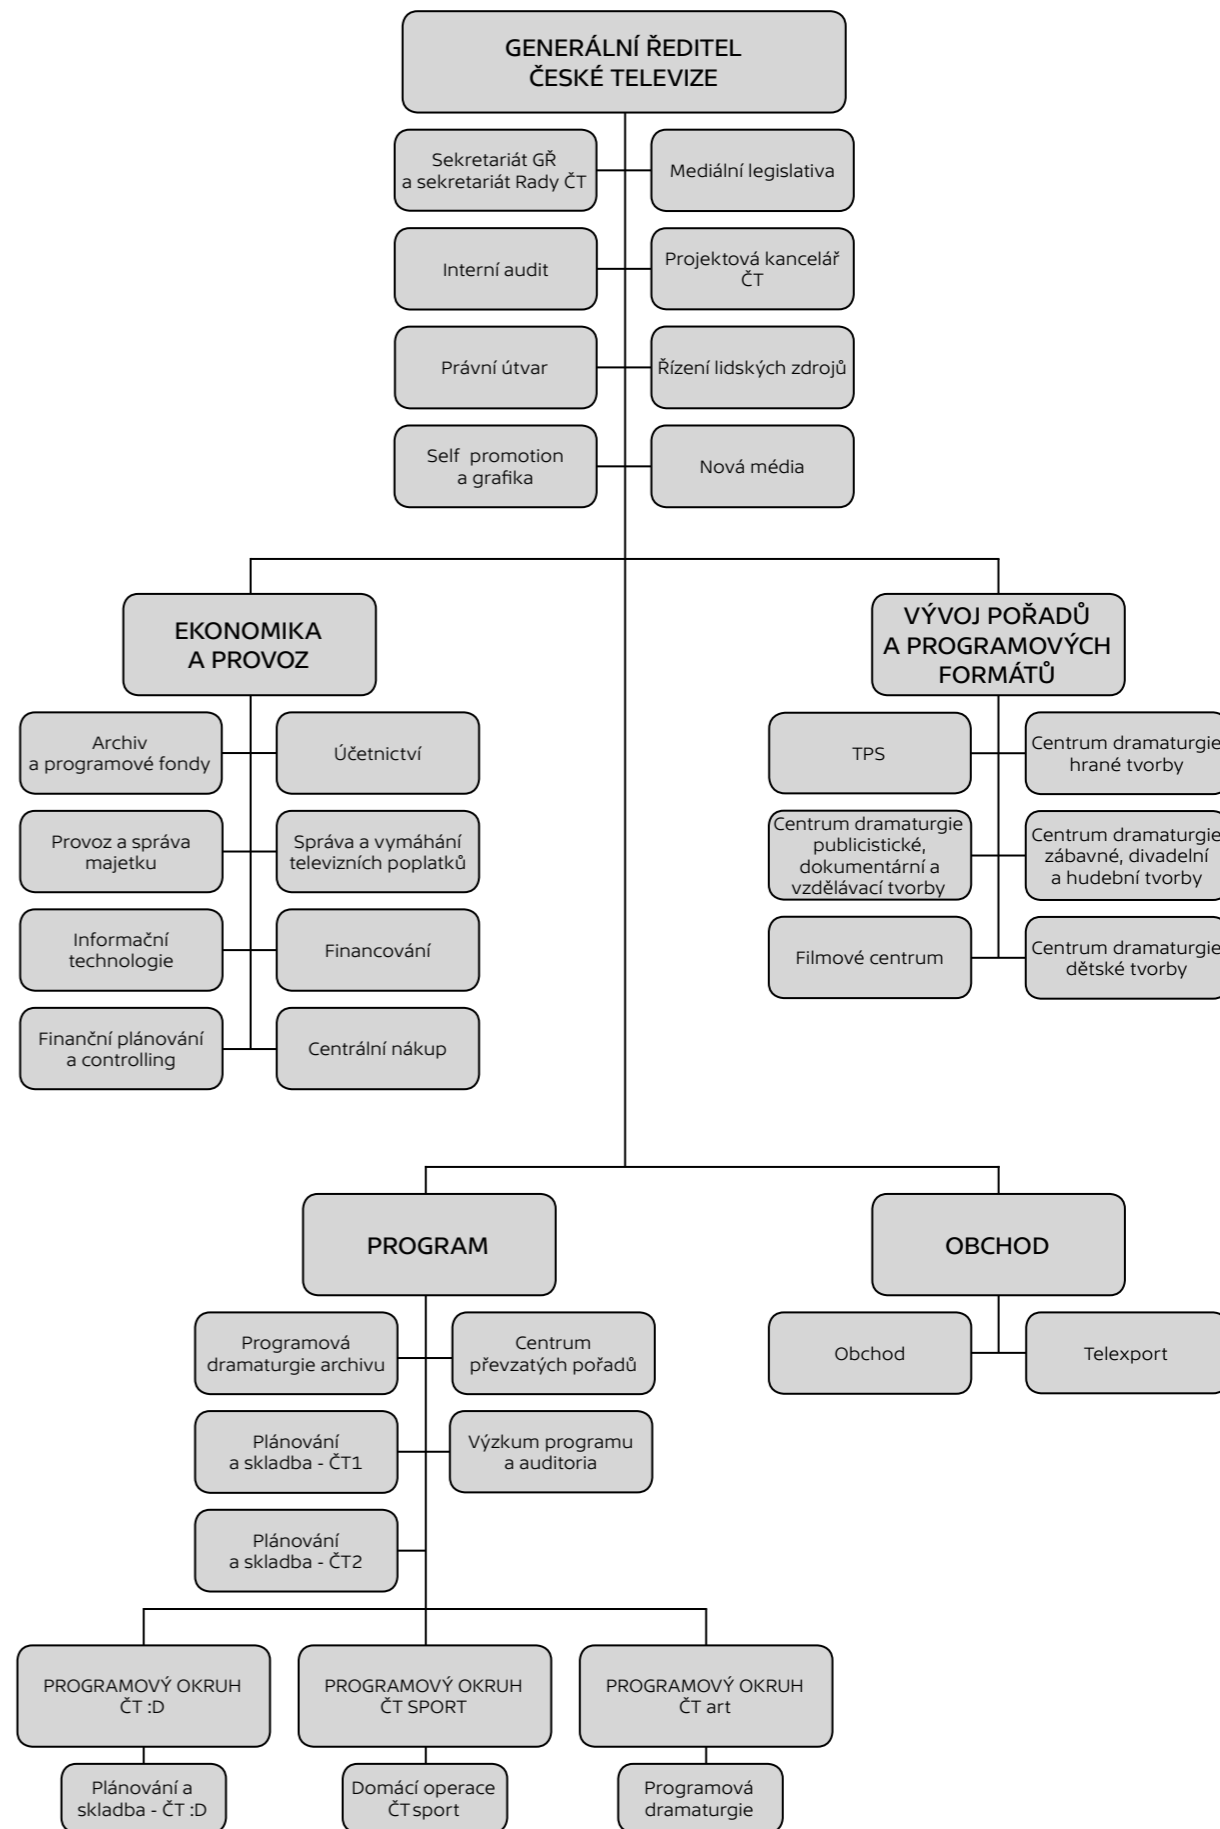 GENERÁLNÍ ŘEDITEL
ČESKÉ TELEVIZE
Sekretariát GŘ
a sekretariát Rady ČT
Mediální legislativa
Interní audit
Projektová kancelář
ČT
Právní útvar
Řízení lidských zdrojů
Self promotion
a grafika
Nová média
EKONOMIKA
A PROVOZ
VÝVOJ POŘADŮ
A PROGRAMOVÝCH
FORMÁTŮ
Archiv
a programové fondy
Účetnictví
Provoz a správa
majetku
Správa a vymáhání
televizních poplatků
Informační
technologie
Financování
Finanční plánování
a controlling
Centrální nákup
TPS
Centrum dramaturgie
hrané tvorby
Centrum dramaturgie
publicistické,
dokumentární a
vzdělávací tvorby
Centrum dramaturgie
zábavné, divadelní
a hudební tvorby
Filmové centrum
Centrum dramaturgie
dětské tvorby
PROGRAM
OBCHOD
Programová
dramaturgie archivu
Centrum
převzatých pořadů
Obchod
Telexport
Plánování
a skladba - ČT1
Výzkum programu
a auditoria
Plánování
a skladba - ČT2
PROGRAMOVÝ OKRUH
ČT :D
PROGRAMOVÝ OKRUH
ČT SPORT
PROGRAMOVÝ OKRUH
ČT art
Plánování a
skladba - ČT :D
Domácí operace
ČT sport
Programová
dramaturgie